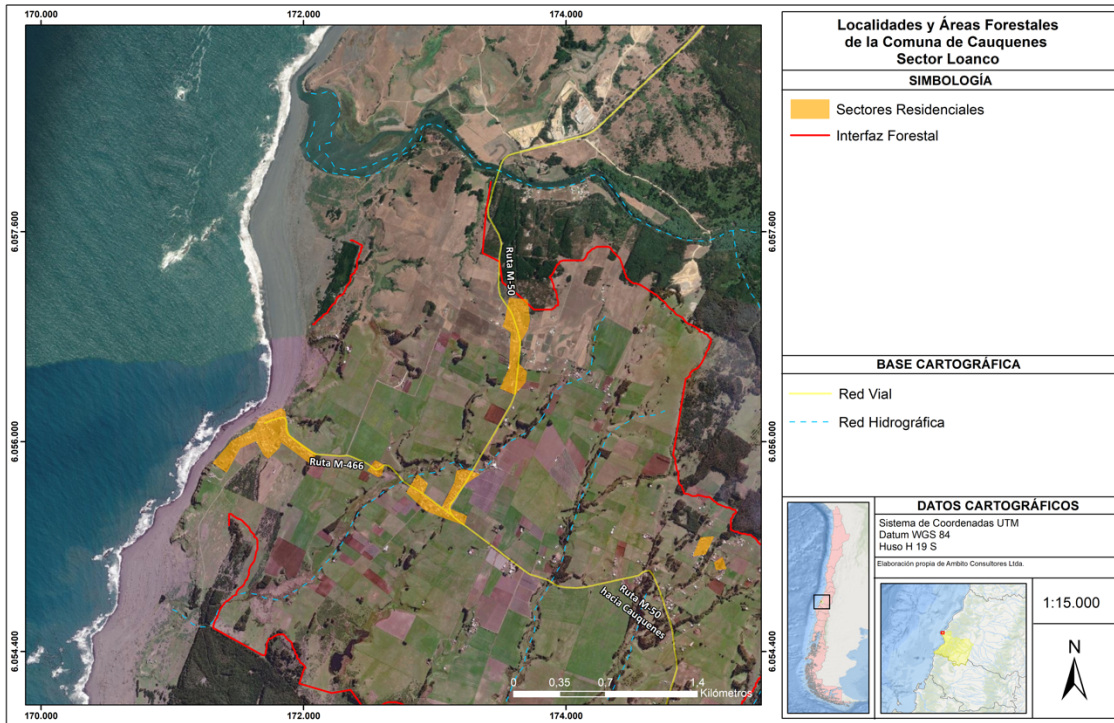 170.000
172.000
174.000
6.057.600
6.056.000
6.054.400
6.057.600
6.056.000
6.054.400
Ruta M-50
Ruta M-466
Ruta M-50
hacia Cauquenes
0 0,35 0,7 1,4
Kilómetros
170.000
172.000
174.000
Localidades y Áreas Forestales
de la Comuna de Cauquenes
Sector Loanco
SIMBOLOGÍA
Sectores Residenciales
Interfaz Forestal
BASE CARTOGRÁFICA
Red Vial
Red Hidrográfica
DATOS CARTOGRÁFICOS
Sistema de Coordenadas UTM
Datum WGS 84
Huso H 19 S
Elaboración propia de Ambito Consultores Ltda.
1:15.000
N